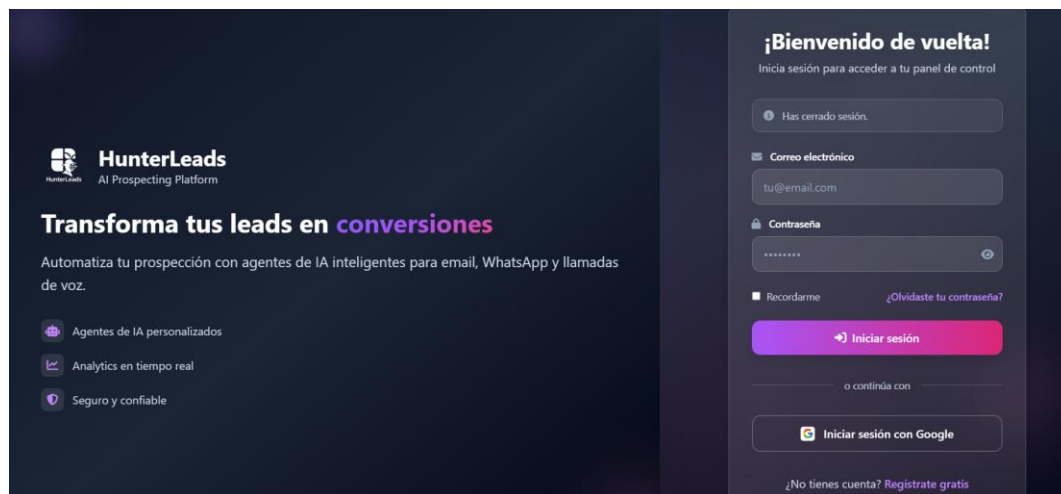 HunterLeads
HunterLeads
AI Prospecting Platform
Transforma tus leads en conversiones
Automatiza tu prospección con agentes de IA inteligentes para email, WhatsApp y llamadas
de voz.
Agentes de IA personalizados
Analytics en tiempo real
Seguro y confiable
¡Bienvenido de vuelta!
Inicia sesión para acceder a tu panel de control
Has cerrado sesión.
Correo electrónico
tu@email.com
Contraseña
••••••••
Recordarme
¿Olvidaste tu contraseña?
Iniciar sesión
o continúa con
Iniciar sesión con Google
¿No tienes cuenta? Regístrate gratis